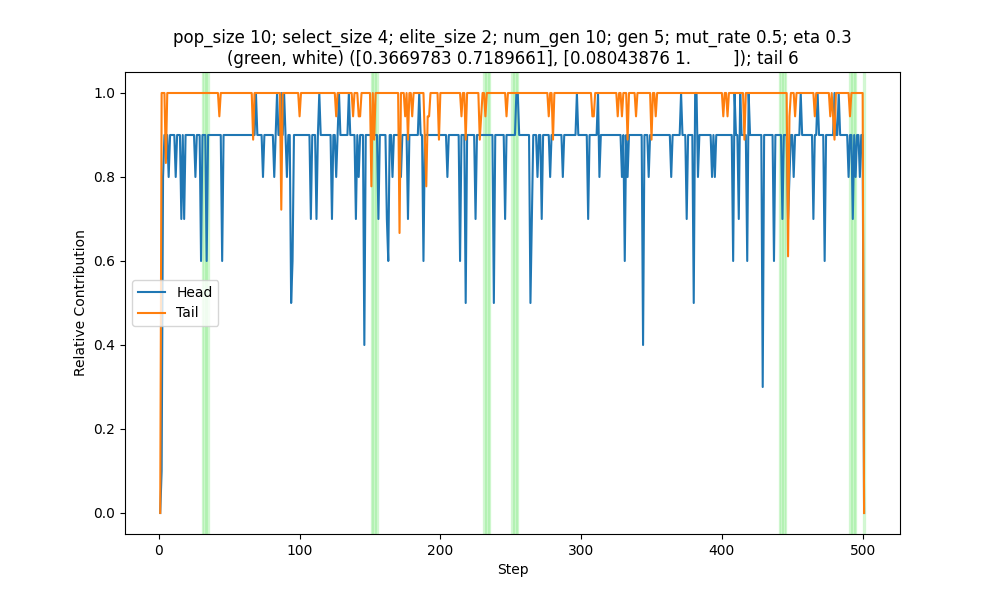 pop_size 10; select_size 4; elite_size 2; num_gen 10; gen 5; mut_rate 0.5; eta 0.3
(green, white) ([0.3669783 0.7189661], [0.08043876 1. ]); tail 6
1.0
0.8
0.6
0.4
0.2
0.0
Relative Contribution
Head
Tail
0 100 200 300 400 500
Step